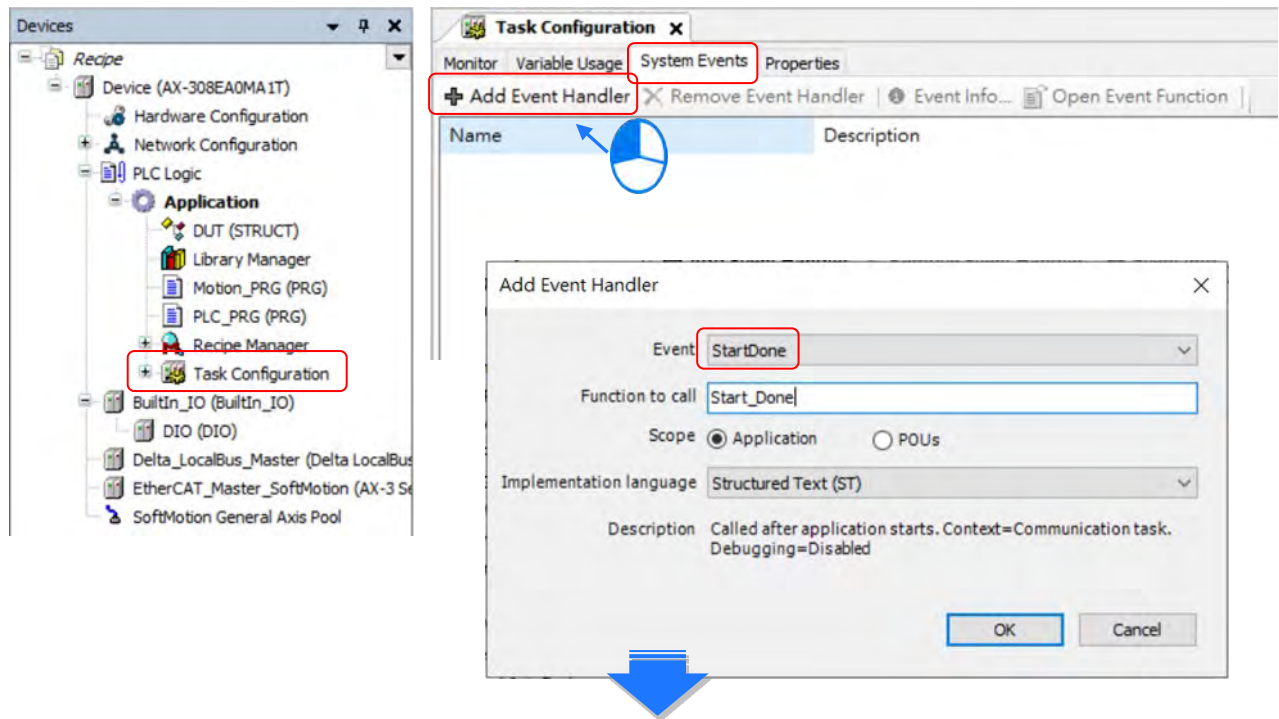 Devices
Recipe
Device (AX-308EA0MA1T)
Hardware Configuration
Network Configuration
PLC Logic
Application
DUT (STRUCT)
Library Manager
Motion_PRG (PRG)
PLC_PRG (PRG)
Recipe Manager
Task Configuration
BuiltIn_IO (BuiltIn_IO)
DIO (DIO)
Delta_LocalBus_Master (Delta LocalBus
EtherCAT_Master_SoftMotion (AX-3 Se
SoftMotion General Axis Pool
Task Configuration
Monitor Variable Usage System Events Properties
Add Event Handler Remove Event Handler Event Info... Open Event Function
Name Description
Add Event Handler
Event StartDone
Function to call Start_Done
Scope Application POUs
Implementation language Structured Text (ST)
Description Called after application starts. Context=Communication task.
Debugging=Disabled
OK Cancel